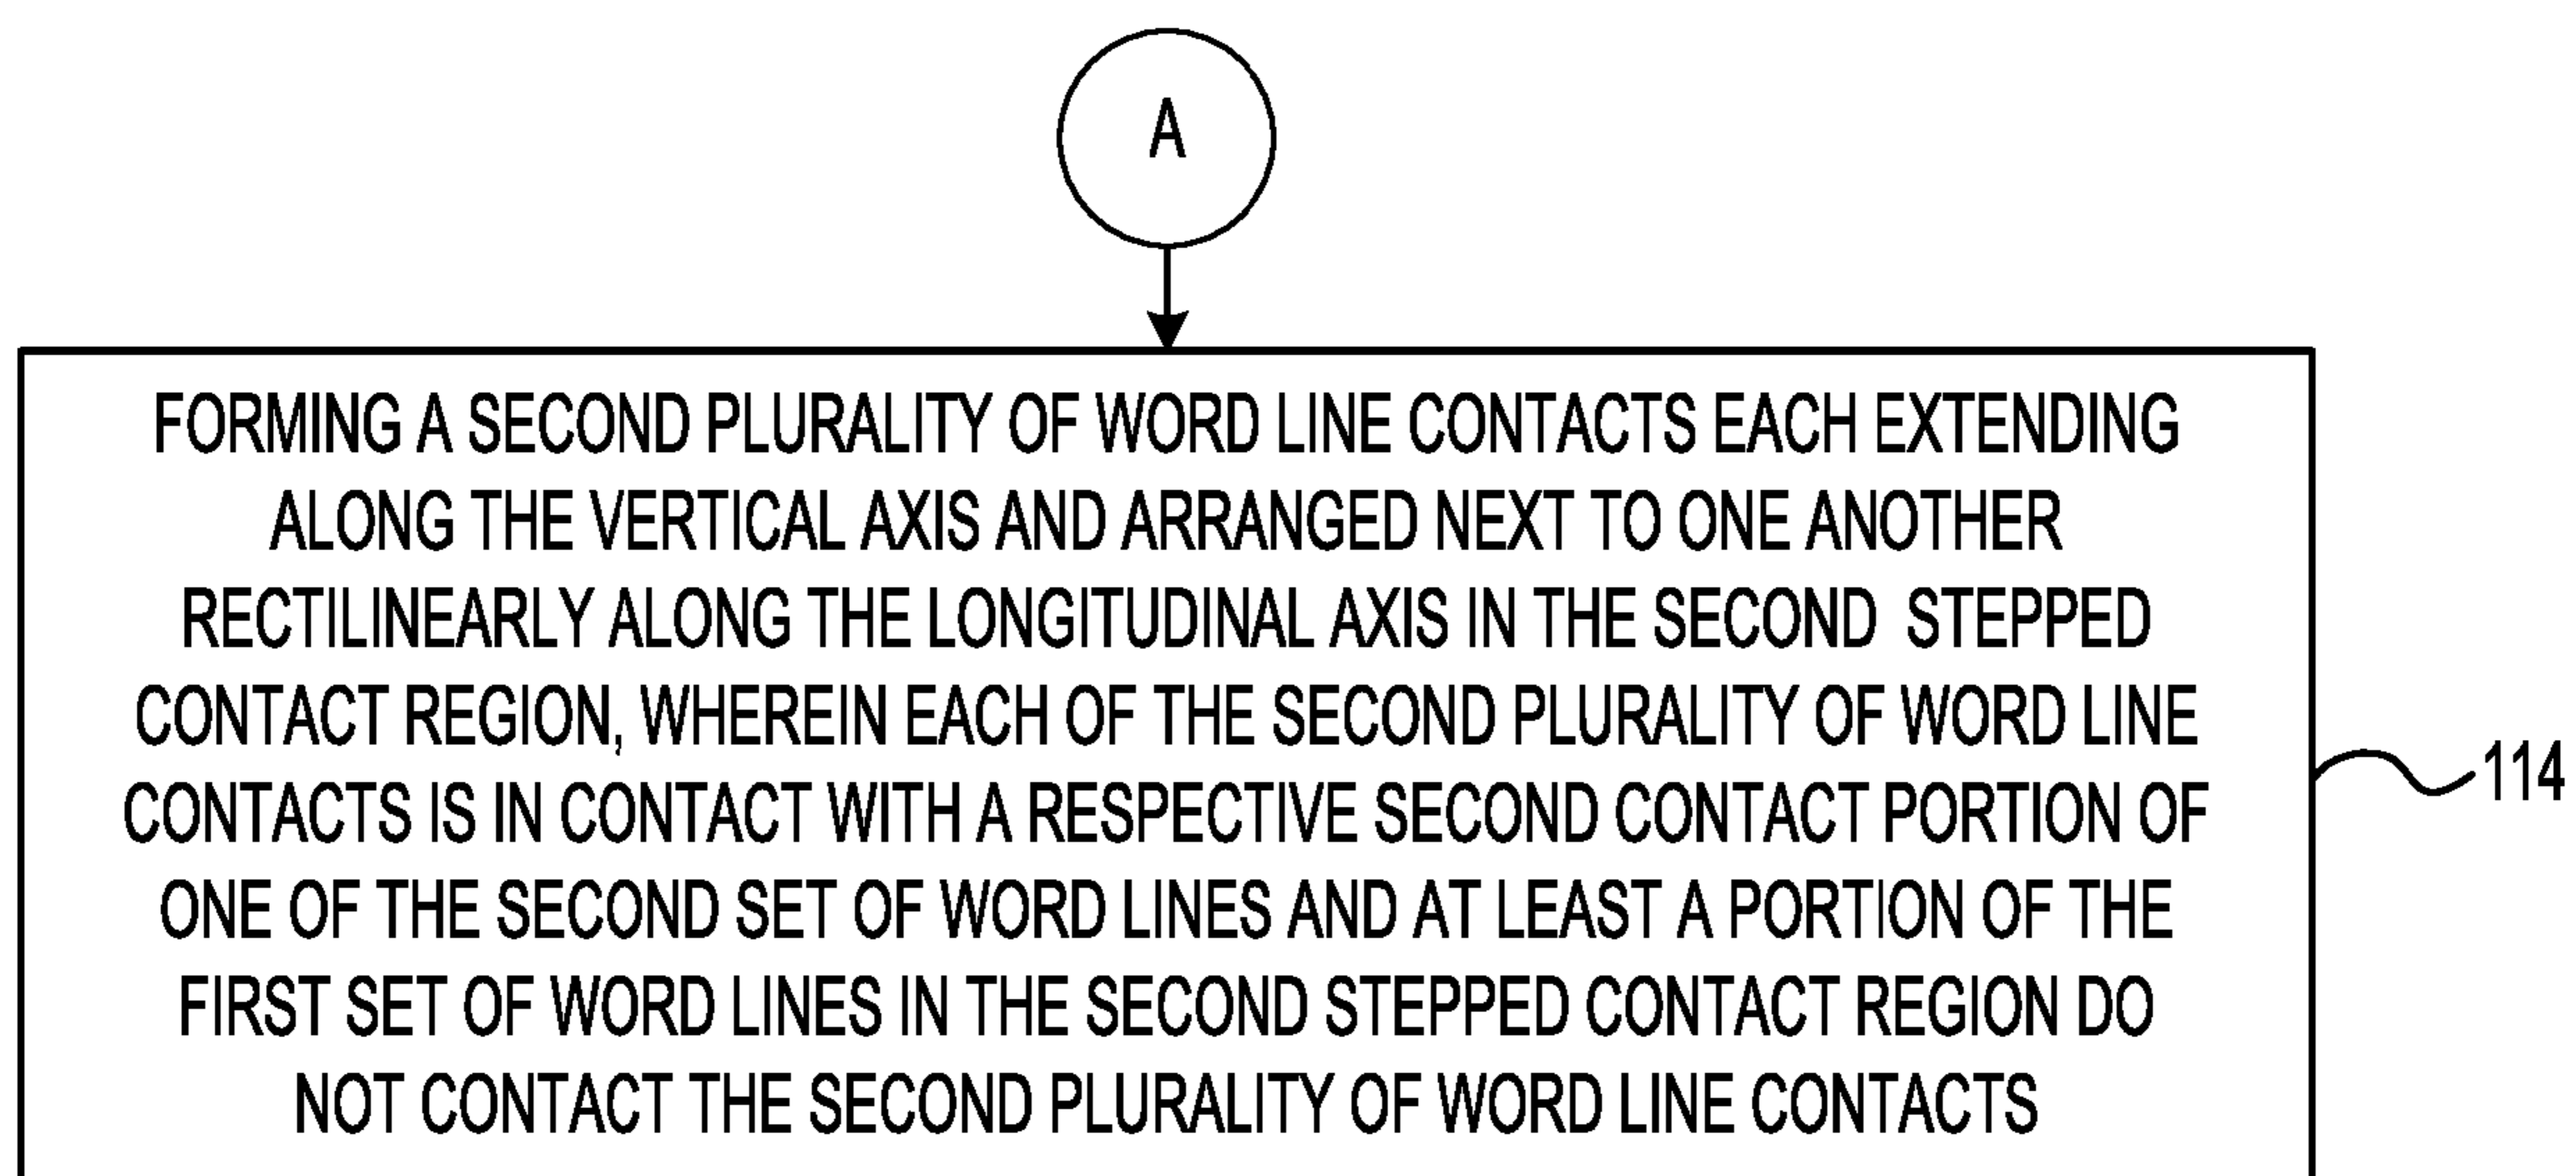 A
FORMING A SECOND PLURALITY OF WORD LINE CONTACTS EACH EXTENDING
ALONG THE VERTICAL AXIS AND ARRANGED NEXT TO ONE ANOTHER
RECTILINEARLY ALONG THE LONGITUDINAL AXIS IN THE SECOND STEPPED
CONTACT REGION, WHEREIN EACH OF THE SECOND PLURALITY OF WORD LINE
CONTACTS IS IN CONTACT WITH A RESPECTIVE SECOND CONTACT PORTION OF
ONE OF THE SECOND SET OF WORD LINES AND AT LEAST A PORTION OF THE
FIRST SET OF WORD LINES IN THE SECOND STEPPED CONTACT REGION DO
NOT CONTACT THE SECOND PLURALITY OF WORD LINE CONTACTS
114